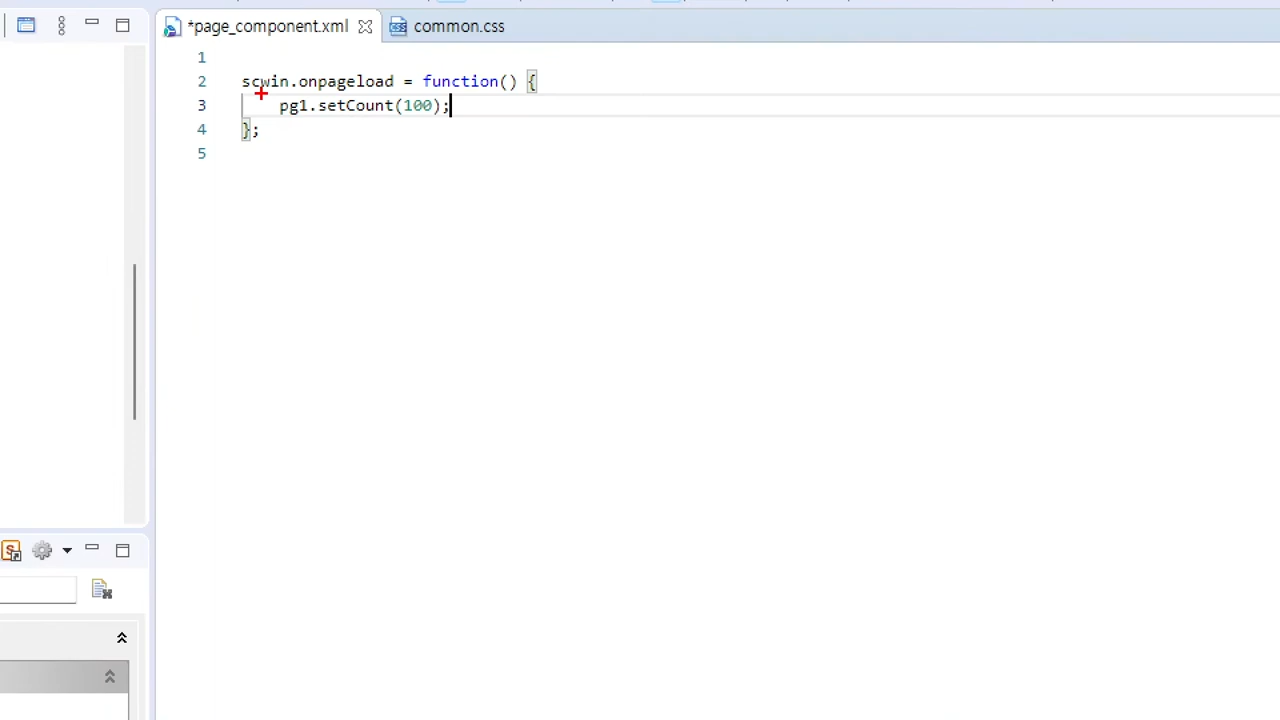 *page_component.xml
common.css
1
2 scwin.onpageload = function() {
3 pg1.setCount(100);
4 };
5